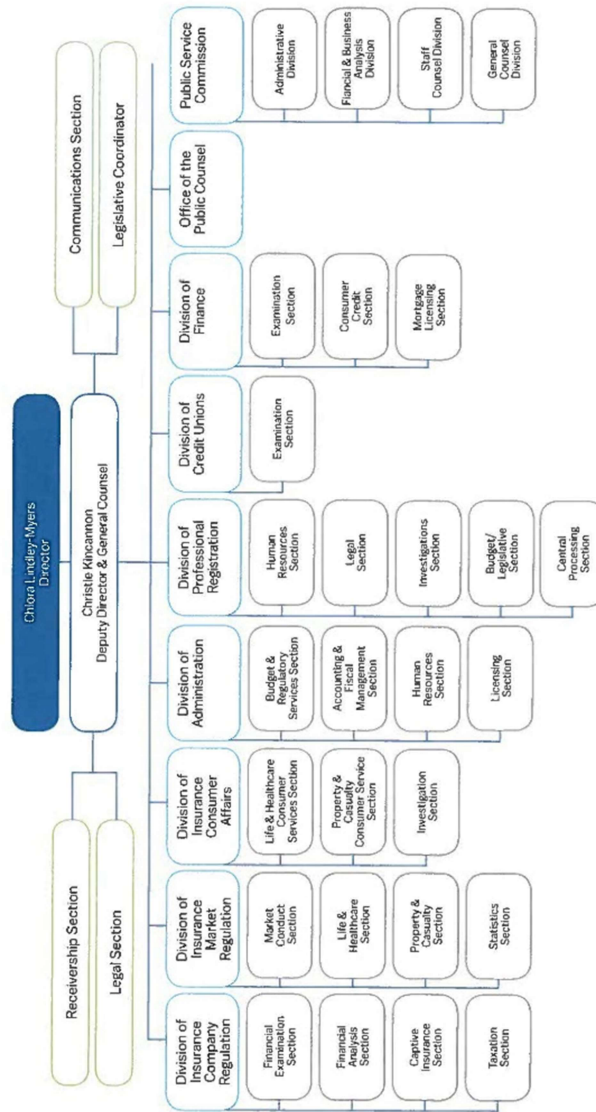 Chlora Lindley-Myers
Director
Christie Kincannon
Deputy Director & General Counsel
Receivership Section
Legal Section
Communications Section
Legislative Coordinator
Division of
Insurance
Company
Regulation
Financial
Examination
Section
Financial
Analysis
Section
Captive
Insurance
Section
Taxation
Section
Division of
Insurance
Market
Regulation
Market
Conduct
Section
Life &
Healthcare
Section
Property &
Casualty
Section
Statistics
Section
Division of
Insurance
Consumer
Affairs
Life & Healthcare
Consumer
Services Section
Property &
Casualty
Consumer Service
Section
Investigation
Section
Division of
Administration
Budget &
Regulatory
Services Section
Accounting &
Fiscal
Management
Section
Human
Resources
Section
Licensing
Section
Division of
Professional
Registration
Human
Resources
Section
Legal
Section
Investigations
Section
Budget/
Legislative
Section
Central
Processing
Section
Division of
Credit Unions
Examination
Section
Division of
Finance
Examination
Section
Consumer
Credit
Section
Mortgage
Licensing
Section
Office of the
Public Counsel
Public Service
Commission
Administrative
Division
Fiancial & Business
Analysis
Division
Staff
Counsel Division
General
Counsel Division